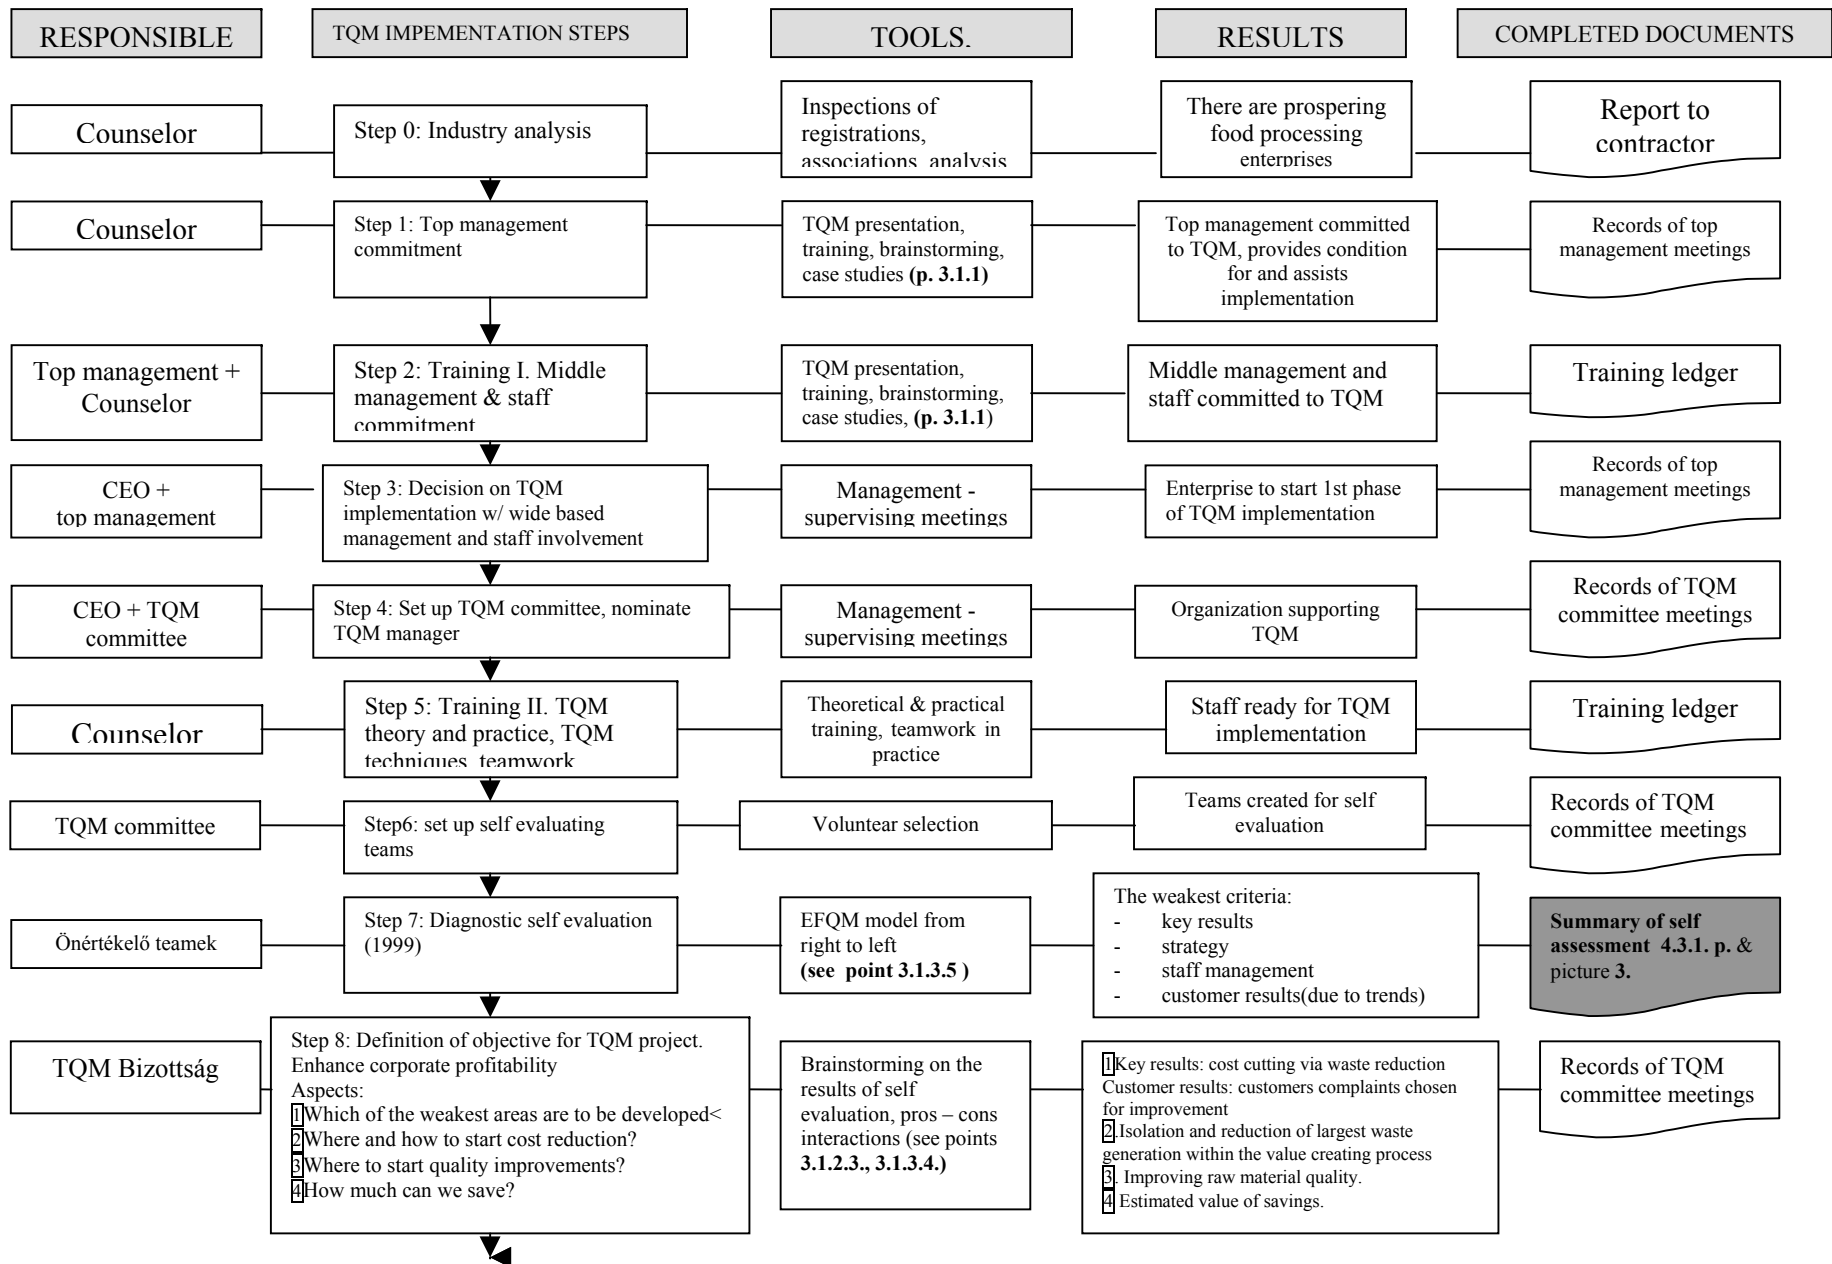 RESPONSIBLE
TQM IMPEMENTATION STEPS
TOOLS.
RESULTS
COMPLETED DOCUMENTS
Counselor
Step 0: Industry analysis
Inspections of
registrations,
associations, analysis
There are prospering
food processing
enterprises
Report to
contractor
Counselor
Step 1: Top management
commitment
TQM presentation,
training, brainstorming,
case studies (p. 3.1.1)
Top management committed
to TQM, provides condition
for and assists
implementation
Records of top
management meetings
Top management +
Counselor
Step 2: Training I. Middle
management & staff
commitment
TQM presentation,
training, brainstorming,
case studies, (p. 3.1.1)
Middle management and
staff committed to TQM
Training ledger
CEO +
top management
Step 3: Decision on TQM
implementation w/ wide based
management and staff involvement
Management -
supervising meetings
Enterprise to start 1st phase
of TQM implementation
Records of top
management meetings
CEO + TQM
committee
Step 4: Set up TQM committee, nominate
TQM manager
Management -
supervising meetings
Organization supporting
TQM
Records of TQM
committee meetings
Counselor
Step 5: Training II. TQM
theory and practice, TQM
techniques, teamwork
Theoretical & practical
training, teamwork in
practice
Staff ready for TQM
implementation
Training ledger
TQM committee
Step6: set up self evaluating
teams
Voluntear selection
Teams created for self
evaluation
Records of TQM
committee meetings
Önértékelő teamek
Step 7: Diagnostic self evaluation
(1999)
EFQM model from
right to left
(see point 3.1.3.5 )
The weakest criteria:
- key results
- strategy
- staff management
- customer results(due to trends)
Summary of self
assessment 4.3.1. p. &
picture 3.
TQM Bizottság
Step 8: Definition of objective for TQM project.
Enhance corporate profitability
Aspects:
1Which of the weakest areas are to be developed<
2Where and how to start cost reduction?
3Where to start quality improvements?
4How much can we save?
Brainstorming on the
results of self
evaluation, pros – cons
interactions (see points
3.1.2.3., 3.1.3.4.)
1Key results: cost cutting via waste reduction
Customer results: customers complaints chosen
for improvement
2.Isolation and reduction of largest waste
generation within the value creating process
3. Improving raw material quality.
4 Estimated value of savings.
Records of TQM
committee meetings